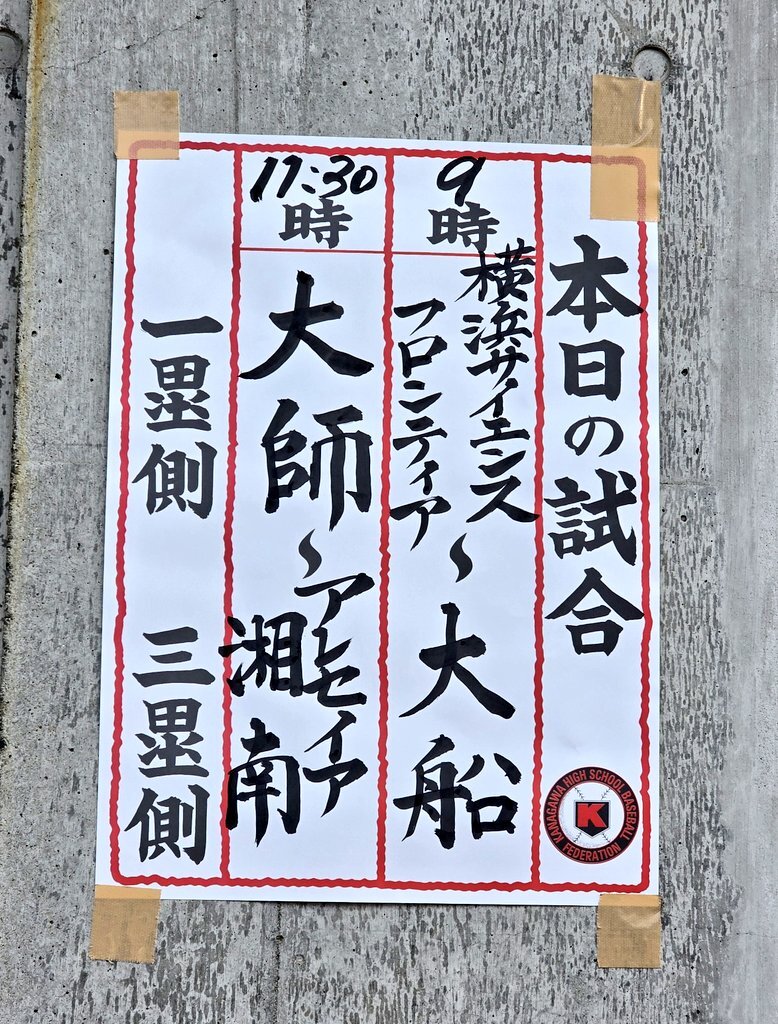 本日の試合
9時
横浜サイエンス
フロンティア
～
大船
11:30
時
大師
～
アレセイア
湘南
一塁側
三塁側
KANAGAWA HIGH SCHOOL BASEBALL
FEDERATION
K